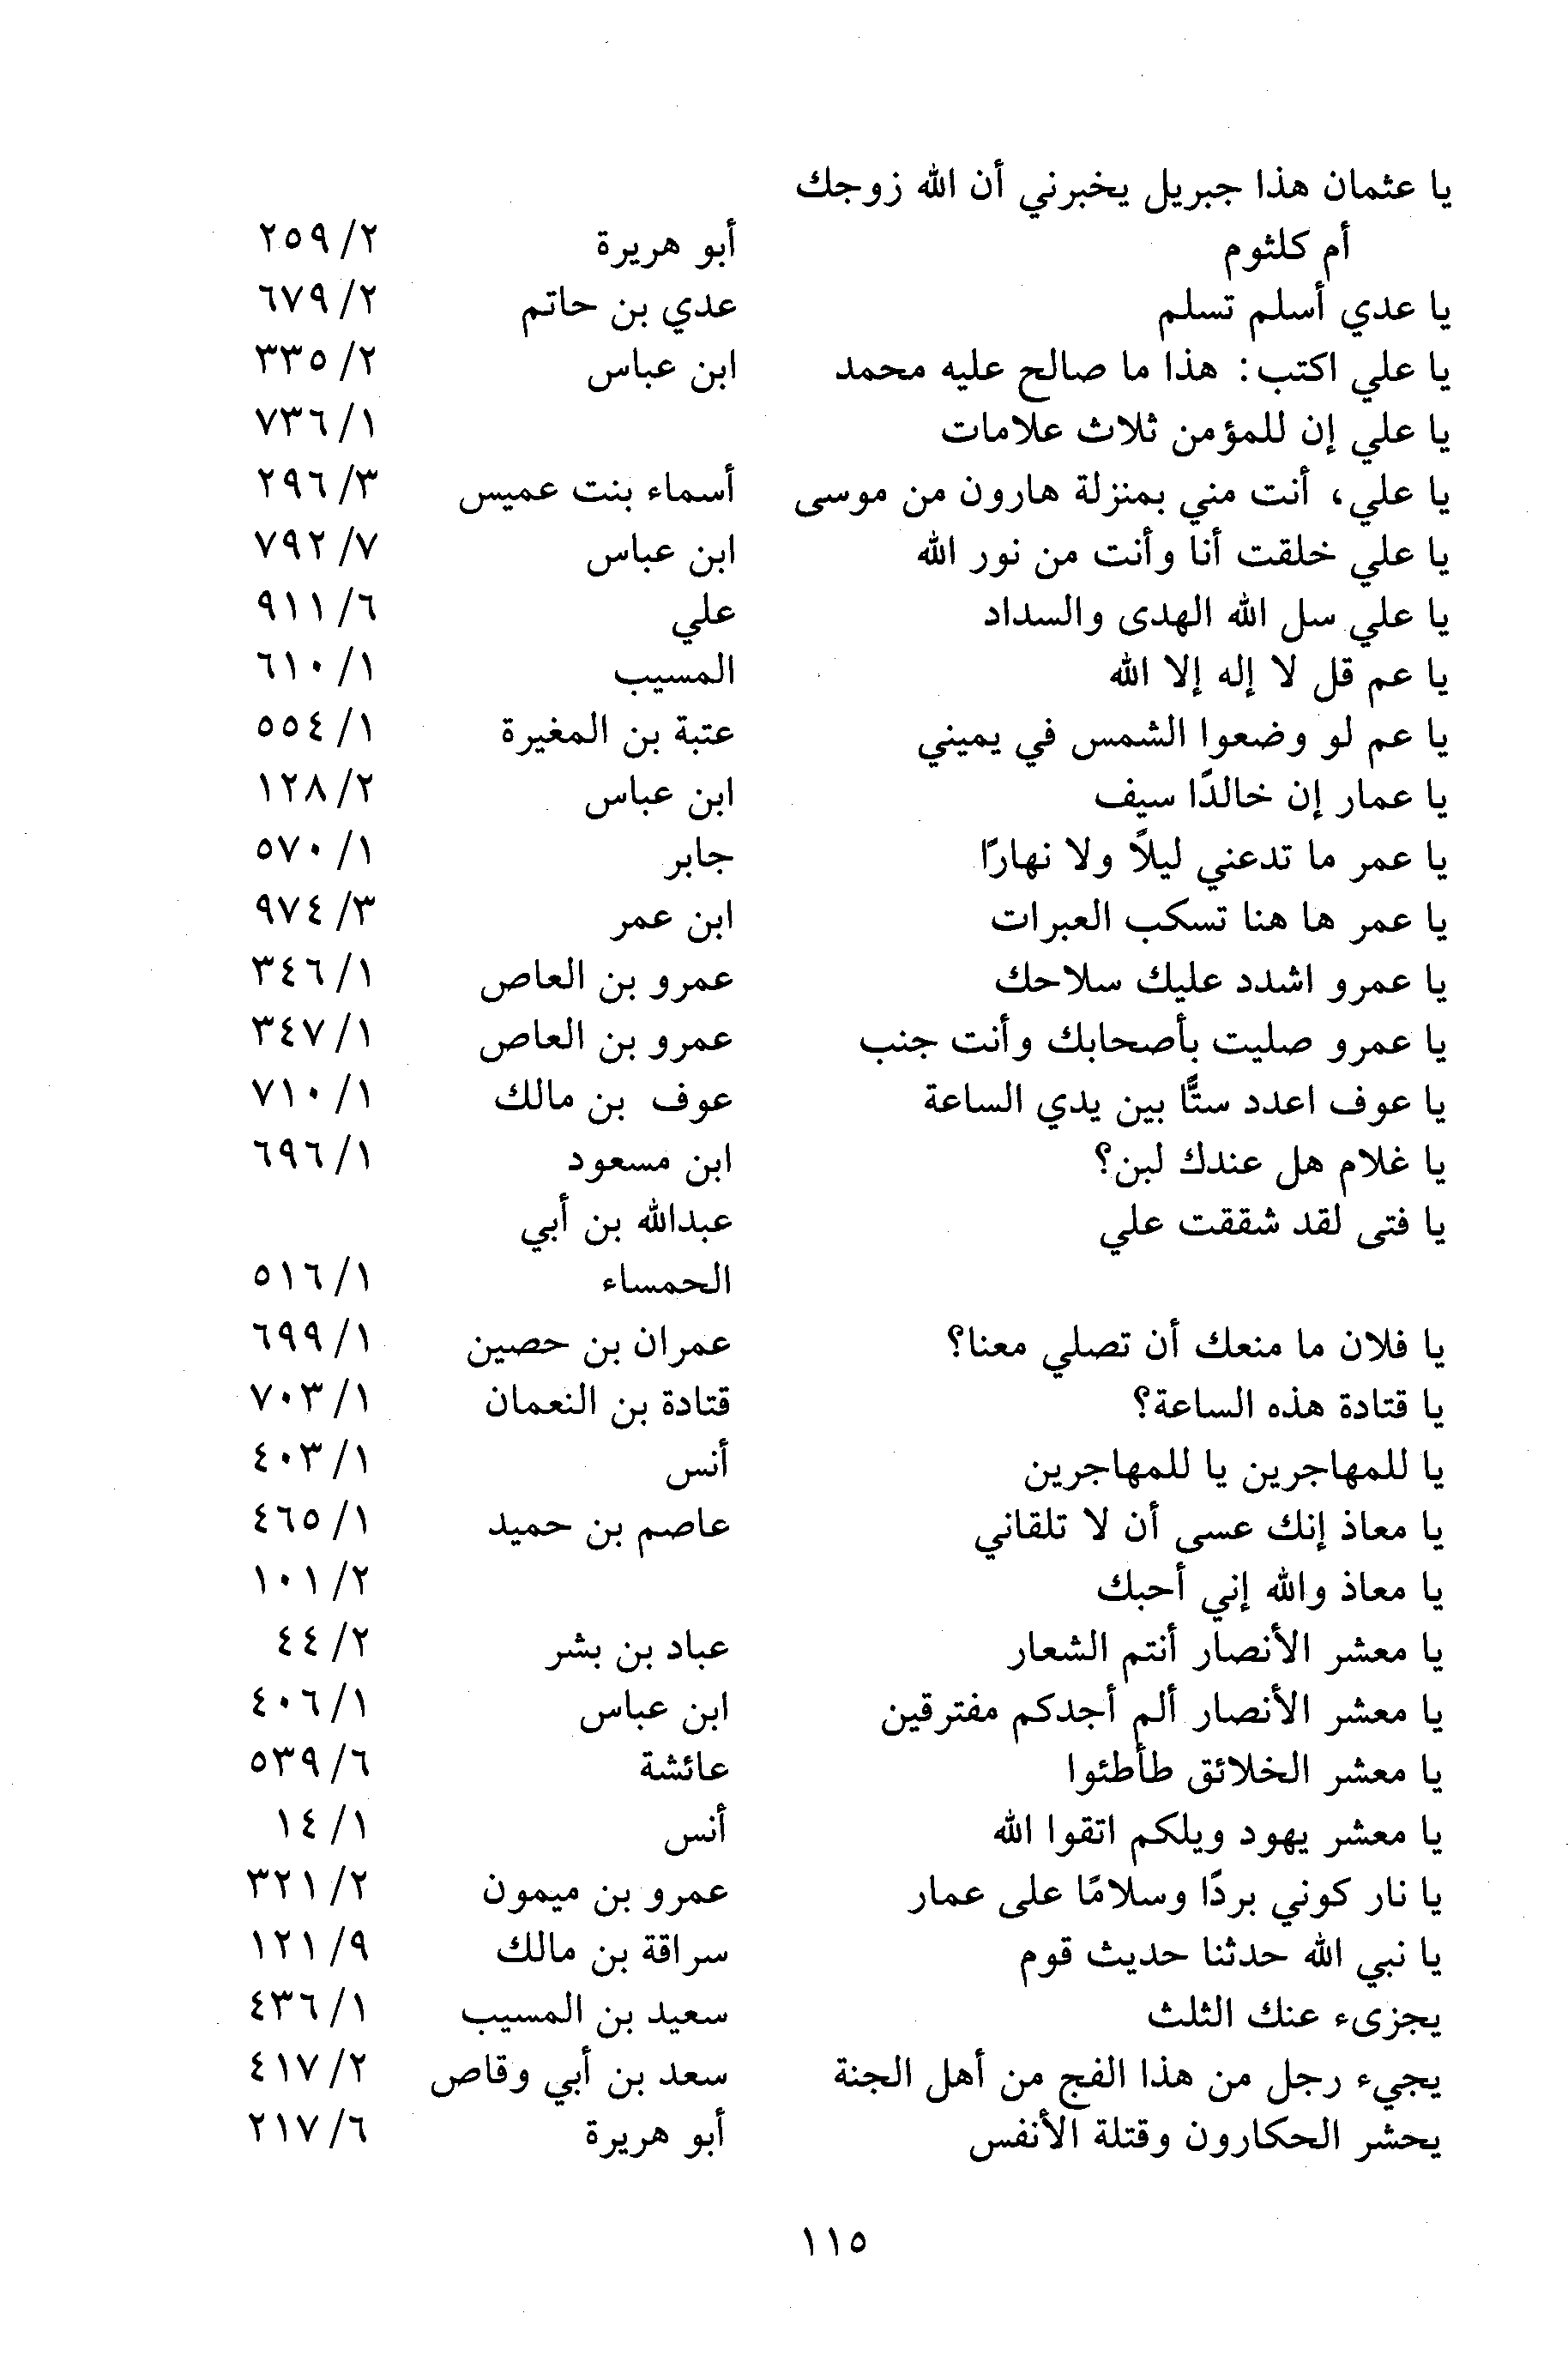 يا عثمان هذا جبريل يخبرني أن الله زوجك
أم كلثوم أبو هريرة ٢/ ٢٥٩
يا عدي أسلم تسلم عدي بن حاتم ٢/ ٦٧٩
يا علي اكتب: هذا ما صالح عليه محمد ابن عباس ٢/ ٣٣٥
يا علي إن للمؤمن ثلاث علامات ١/ ٧٣٦
يا علي، أنت مني بمنزلة هارون من موسى أسماء بنت عميس ٣/ ٢٩٦
يا علي خلقت أنا وأنت من نور الله ابن عباس ٧/ ٧٩٢
يا علي سل الله الهدى والسداد علي ٦/ ٩١١
يا عم قل لا إله إلا الله المسيب ١/ ٦١٠
يا عم لو وضعوا الشمس في يميني عتبة بن المغيرة ١/ ٥٥٤
يا عمار إن خالدًا سيف ابن عباس ٢/ ١٢٨
يا عمر ما تدعني ليلاً ولا نهارًا جابر ١/ ٥٧٠
يا عمر ها هنا تسكب العبرات ابن عمر ٣/ ٩٧٤
يا عمرو اشدد عليك سلاحك عمرو بن العاص ١/ ٣٤٦
يا عمرو صليت بأصحابك وأنت جنب عمرو بن العاص ١/ ٣٤٧
يا عوف اعدد ستًّا بين يدي الساعة عوف بن مالك ١/ ٧١٠
يا غلام هل عندك لبن؟ ابن مسعود ١/ ٦٩٦
يا فتى لقد شققت علي عبدالله بن أبي
الحمساء ١/ ٥١٦
يا فلان ما منعك أن تصلي معنا؟ عمران بن حصين ١/ ٦٩٩
يا قتادة هذه الساعة؟ قتادة بن النعمان ١/ ٧٠٣
يا للمهاجرين يا للمهاجرين أنس ١/ ٤٠٣
يا معاذ إنك عسى أن لا تلقاني عاصم بن حميد ١/ ٤٦٥
يا معاذ والله إني أحبك ٢/ ١٠١
يا معشر الأنصار أنتم الشعار عباد بن بشر ٢/ ٤٤
يا معشر الأنصار ألم أجدكم مفترقين ابن عباس ١/ ٤٠٦
يا معشر الخلائق طأطئوا عائشة ٦/ ٥٣٩
يا معشر يهود ويلكم اتقوا الله أنس ١/ ١٤
يا نار كوني بردًا وسلامًا على عمار عمرو بن ميمون ٢/ ٣٢١
يا نبي الله حدثنا حديث قوم سراقة بن مالك ٩/ ١٢١
يجزىء عنك الثلث سعيد بن المسيب ١/ ٤٣٦
يجيء رجل من هذا الفج من أهل الجنة سعد بن أبي وقاص ٢/ ٤١٧
يحشر الحكارون وقتلة الأنفس أبو هريرة ٦/ ٢١٧
١١٥